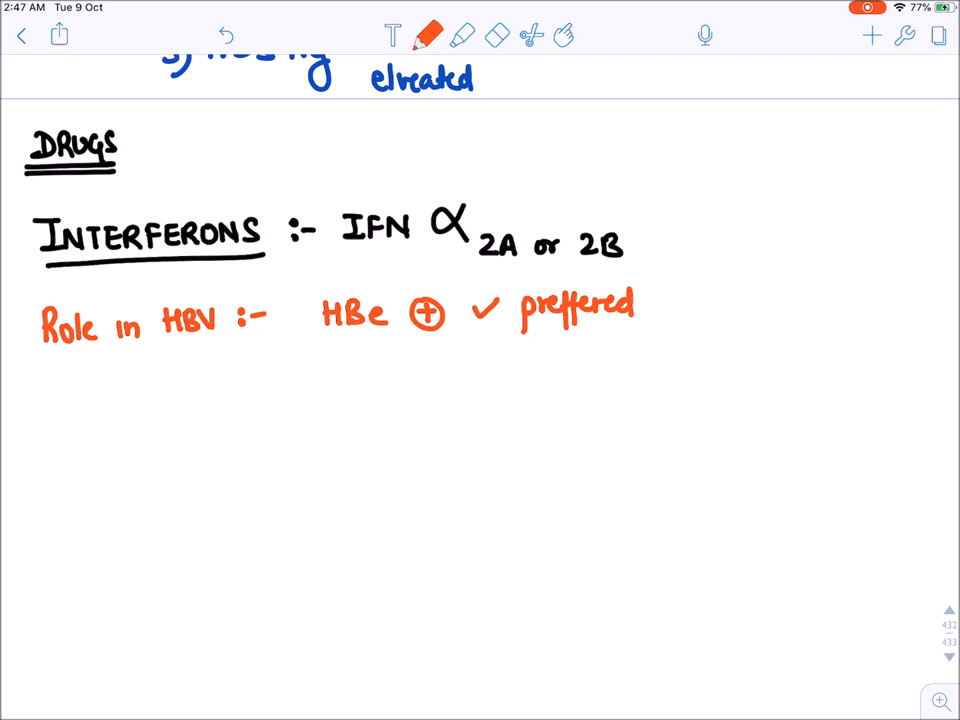 2:47 AM Tue 9 Oct 77%
T
elreated
DRUGS
INTERFERONS :- IFN α 2A or 2B
Role in HBV :- HBe ⊕ ✓ preffered
432
433